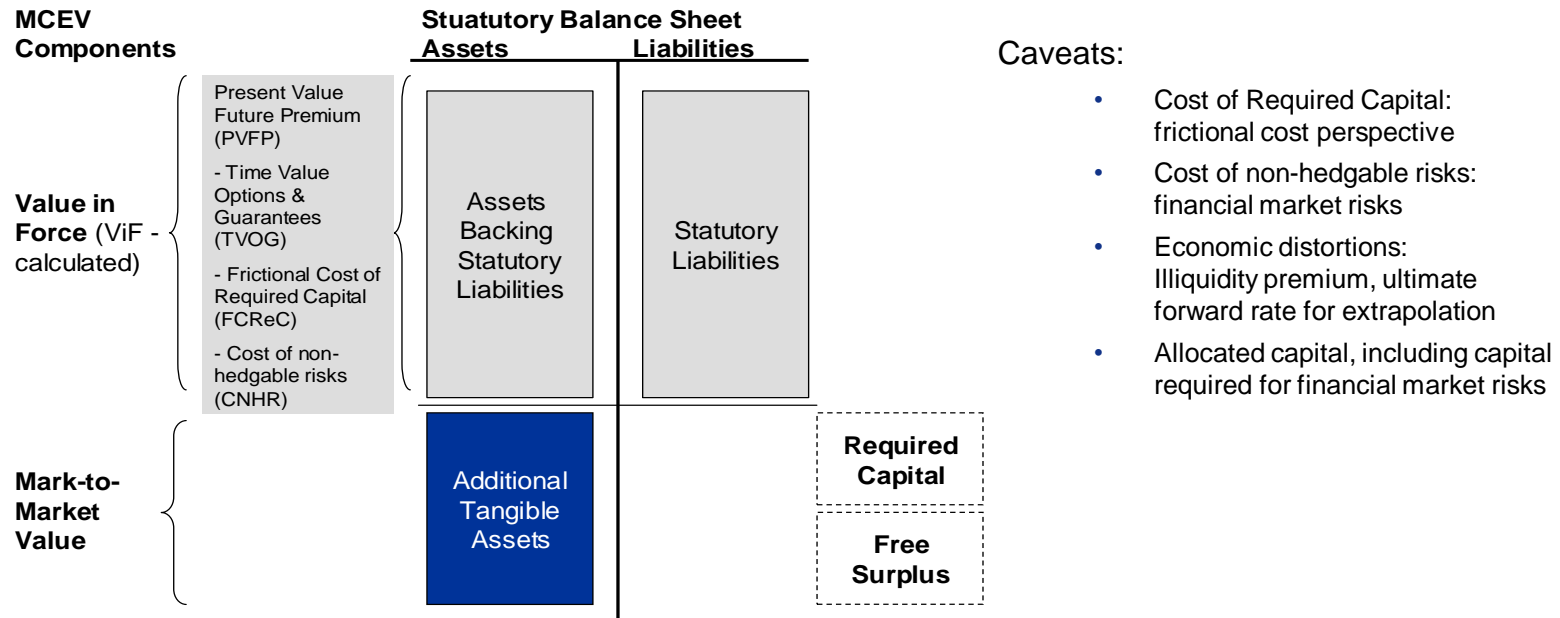 MCEV
Components
Stuatutory Balance Sheet
Assets
Liabilities
Value in
Force (ViF -
calculated)
Present Value
Future Premium
(PVFP)
- Time Value
Options &
Guarantees
(TVOG)
- Frictional Cost of
Required Capital
(FCReC)
- Cost of non-
hedgable risks
(CNHR)
Assets
Backing
Statutory
Liabilities
Statutory
Liabilities
Mark-to-
Market
Value
Additional
Tangible
Assets
Required
Capital
Free
Surplus
Caveats:
• Cost of Required Capital:
frictional cost perspective
• Cost of non-hedgable risks:
financial market risks
• Economic distortions:
Illiquidity premium, ultimate
forward rate for extrapolation
• Allocated capital, including capital
required for financial market risks